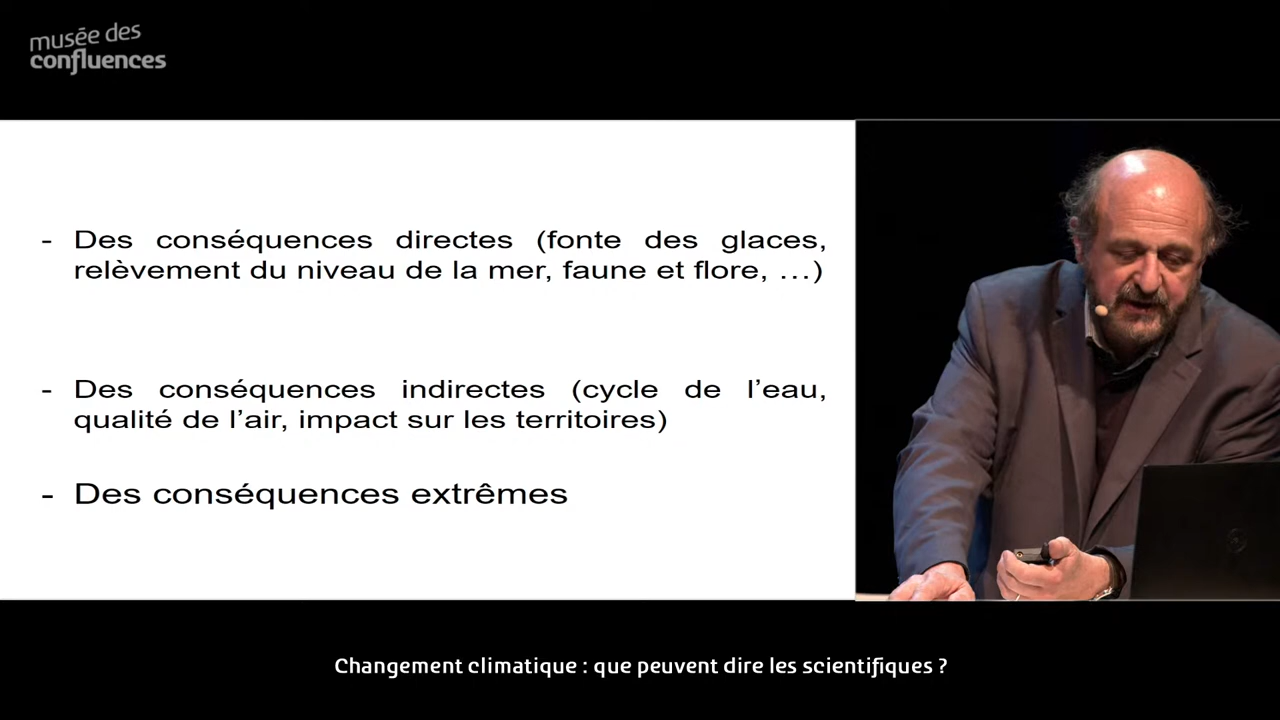 musée des
confluences
- Des conséquences directes (fonte des glaces,
relèvement du niveau de la mer, faune et flore, …)
- Des conséquences indirectes (cycle de l’eau,
qualité de l’air, impact sur les territoires)
- Des conséquences extrêmes
Changement climatique : que peuvent dire les scientifiques ?